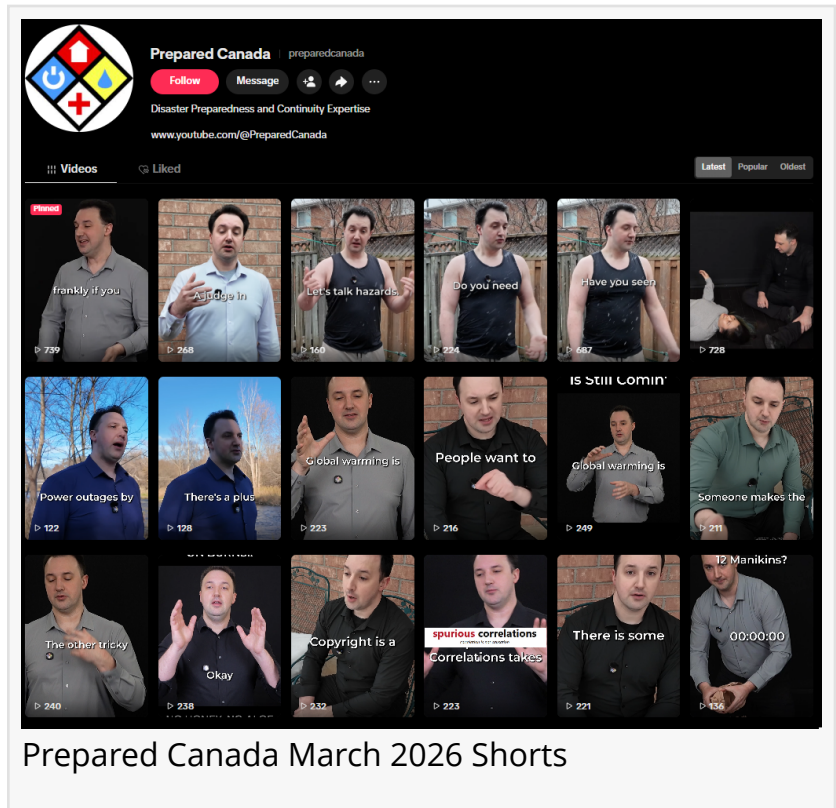 Prepared Canada preparedcanada
Follow Message
Disaster Preparedness and Continuity Expertise
www.youtube.com/@PreparedCanada
Videos Liked Latest Popular Oldest
Pinned
frankly if you
A judge in
Let's talk hazards.
Do you need
Have you seen
739 268 160 224 687 728
Is Still Comin'
Power outages by
There's a plus
Global warming is
People want to
Global warming is
Someone makes the
122 128 223 216 249 211
12 Manikins?
The other tricky
Okay
Copyright is a
spurious correlations
Correlations takes
There is some
00:00:00
240 238 232 223 221 136
Prepared Canada March 2026 Shorts